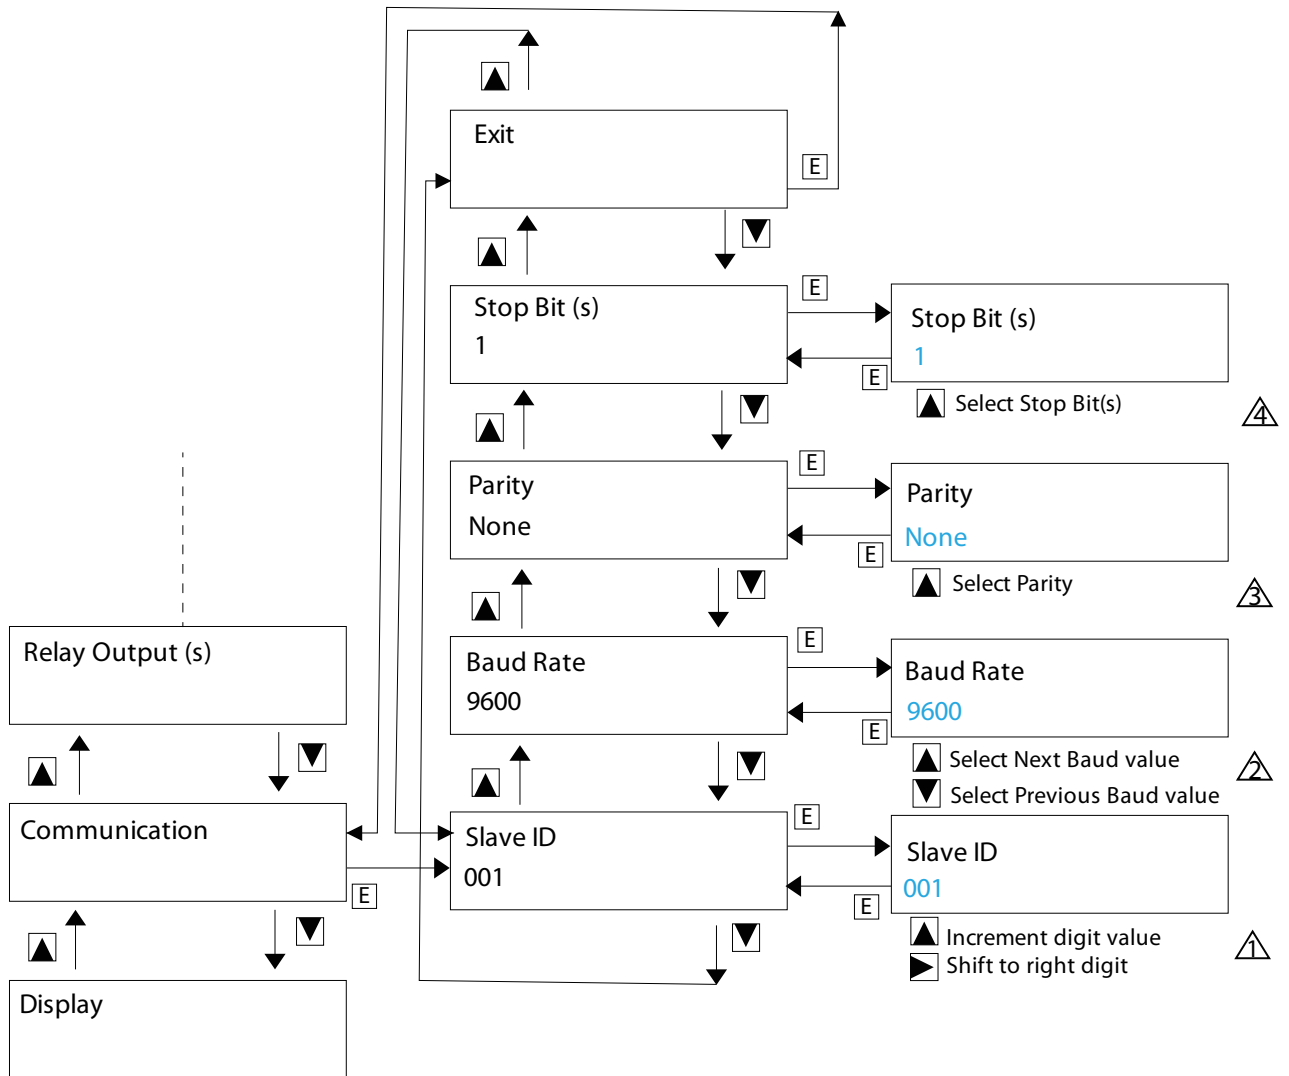 Exit
E
Stop Bit (s)
1
E
Stop Bit (s)
1
E
Select Stop Bit(s)
4
Parity
None
E
Parity
None
E
Select Parity
3
Relay Output (s)
Baud Rate
9600
E
Baud Rate
9600
E
Select Next Baud value
Select Previous Baud value
2
Communication
E
Slave ID
001
E
Slave ID
001
E
Increment digit value
Shift to right digit
1
Display